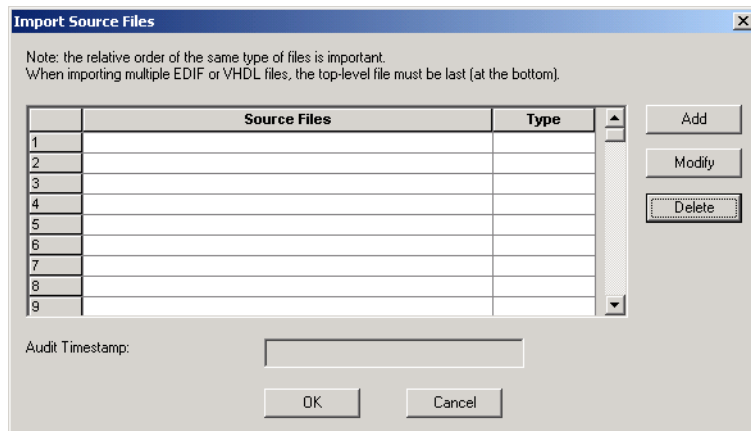 Import Source Files
Note: the relative order of the same type of files is important.
When importing multiple EDIF or VHDL files, the top-level file must be last (at the bottom).
Source Files Type
1
2
3
4
5
6
7
8
9
Add
Modify
Delete
Audit Timestamp:
OK Cancel